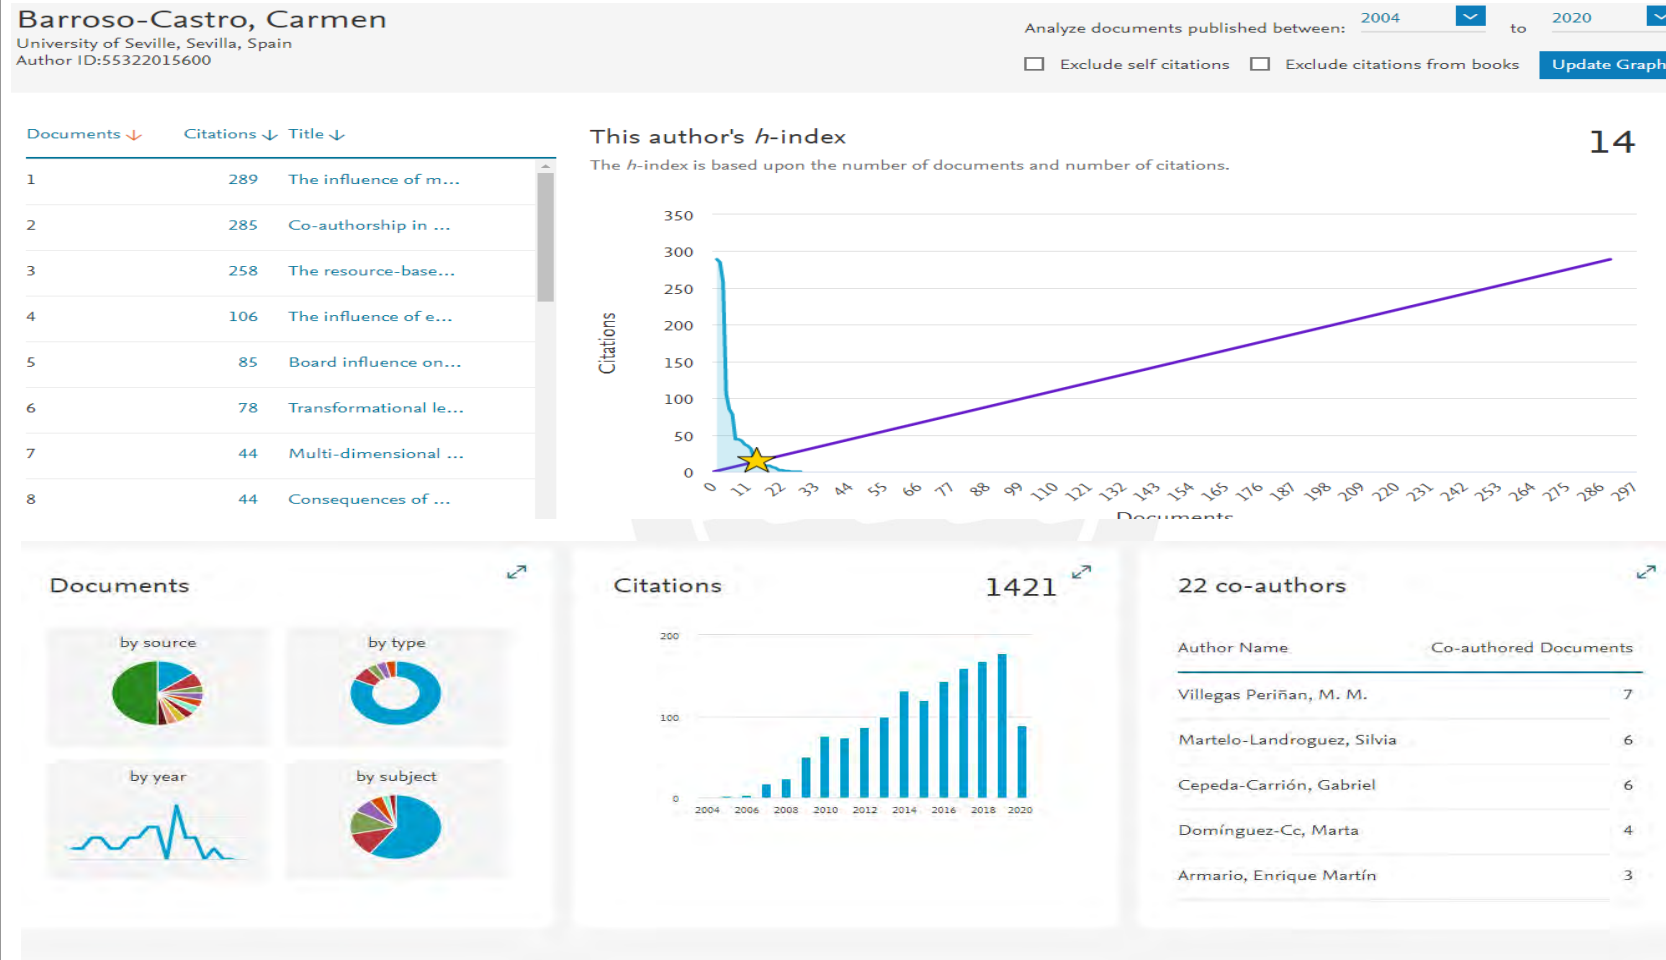 Barroso-Castro, Carmen
University of Seville, Sevilla, Spain
Author ID:55322015600
Analyze documents published between: 2004 to 2020
Exclude self citations Exclude citations from books Update Graph
Documents Citations Title
1 289 The influence of m...
2 285 Co-authorship in ...
3 258 The resource-base...
4 106 The influence of e...
5 85 Board influence on...
6 78 Transformational le...
7 44 Multi-dimensional ...
8 44 Consequences of ...
This author's h-index 14
The h-index is based upon the number of documents and number of citations.
350
300
250
200
150
100
50
0
Citations
0 11 22 33 44 55 66 77 88 99 110 121 132 143 154 165 176 187 198 209 220 231 242 253 264 275 286 297
Documents
Documents
by source by type
by year by subject
Citations 1421
200
100
0
2004 2006 2008 2010 2012 2014 2016 2018 2020
22 co-authors
Author Name Co-authored Documents
Villegas Periñan, M. M. 7
Martelo-Landroguez, Silvia 6
Cepeda-Carrión, Gabriel 6
Domínguez-Cc, Marta 4
Armario, Enrique Martín 3